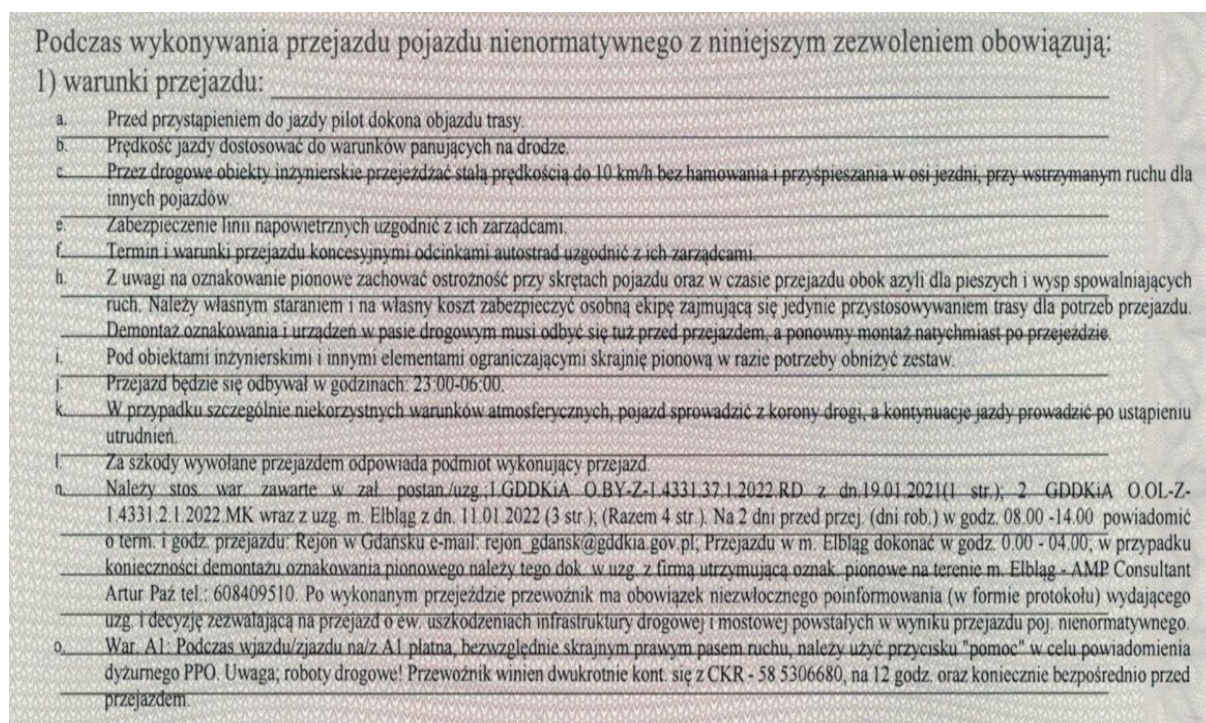 Podczas wykonywania przejazdu pojazdu nienormatywnego z niniejszym zezwoleniem obowiązują:
1) warunki przejazdu:
a. Przed przystąpieniem do jazdy pilot dokona objazdu trasy.
b. Prędkość jazdy dostosować do warunków panujących na drodze.
c. Przez drogowe obiekty inżynierskie przejeżdżać stałą prędkością do 10 km/h bez hamowania i przyśpieszania w osi jezdni, przy wstrzymanym ruchu dla
innych pojazdów.
e. Zabezpieczenie linii napowietrznych uzgodnić z ich zarządcami.
f. Termin i warunki przejazdu koncesyjnymi odcinkami autostrad uzgodnić z ich zarządcami.
h. Z uwagi na oznakowanie pionowe zachować ostrożność przy skrętach pojazdu oraz w czasie przejazdu obok azyli dla pieszych i wysp spowalniających
ruch. Należy własnym staraniem i na własny koszt zabezpieczyć osobną ekipę zajmującą się jedynie przystosowywaniem trasy dla potrzeb przejazdu.
Demontaż oznakowania i urządzeń w pasie drogowym musi odbyć się tuż przed przejazdem, a ponowny montaż natychmiast po przejeździe.
i. Pod obiektami inżynierskimi i innymi elementami ograniczającymi skrajnię pionową w razie potrzeby obniżyć zestaw.
j. Przejazd będzie się odbywał w godzinach: 23:00-06:00.
k. W przypadku szczególnie niekorzystnych warunków atmosferycznych, pojazd sprowadzić z korony drogi, a kontynuacje jazdy prowadzić po ustąpieniu
utrudnień.
l. Za szkody wywołane przejazdem odpowiada podmiot wykonujący przejazd.
n. Należy stos. war. zawarte w zał. postan./uzg.;1.GDDKiA O.BY-Z-1.4331.37.1.2022.RD z dn.19.01.2021(1 str.); 2 GDDKiA O.OL-Z-
1.4331.2.1.2022.MK wraz z uzg. m. Elbląg z dn. 11.01.2022 (3 str.); (Razem 4 str.). Na 2 dni przed przej. (dni rob.) w godz. 08.00 -14.00 powiadomić
o term. i godz. przejazdu: Rejon w Gdańsku e-mail: rejon_gdansk@gddkia.gov.pl; Przejazdu w m. Elbląg dokonać w godz. 0.00 - 04.00; w przypadku
konieczności demontażu oznakowania pionowego należy tego dok. w uzg. z firmą utrzymującą oznak. pionowe na terenie m. Elbląg - AMP Consultant
Artur Paź tel.: 608409510. Po wykonanym przejeździe przewoźnik ma obowiązek niezwłocznego poinformowania (w formie protokołu) wydającego
uzg. i decyzję zezwalającą na przejazd o ew. uszkodzeniach infrastruktury drogowej i mostowej powstałych w wyniku przejazdu poj. nienormatywnego.
o. War. A1: Podczas wjazdu/zjazdu na/z A1 płatna, bezwzględnie skrajnym prawym pasem ruchu, należy użyć przycisku "pomoc" w celu powiadomienia
dyżurnego PPO. Uwaga; roboty drogowe! Przewoźnik winien dwukrotnie kont. się z CKR - 58 5306680, na 12 godz. oraz koniecznie bezpośrednio przed
przejazdem.